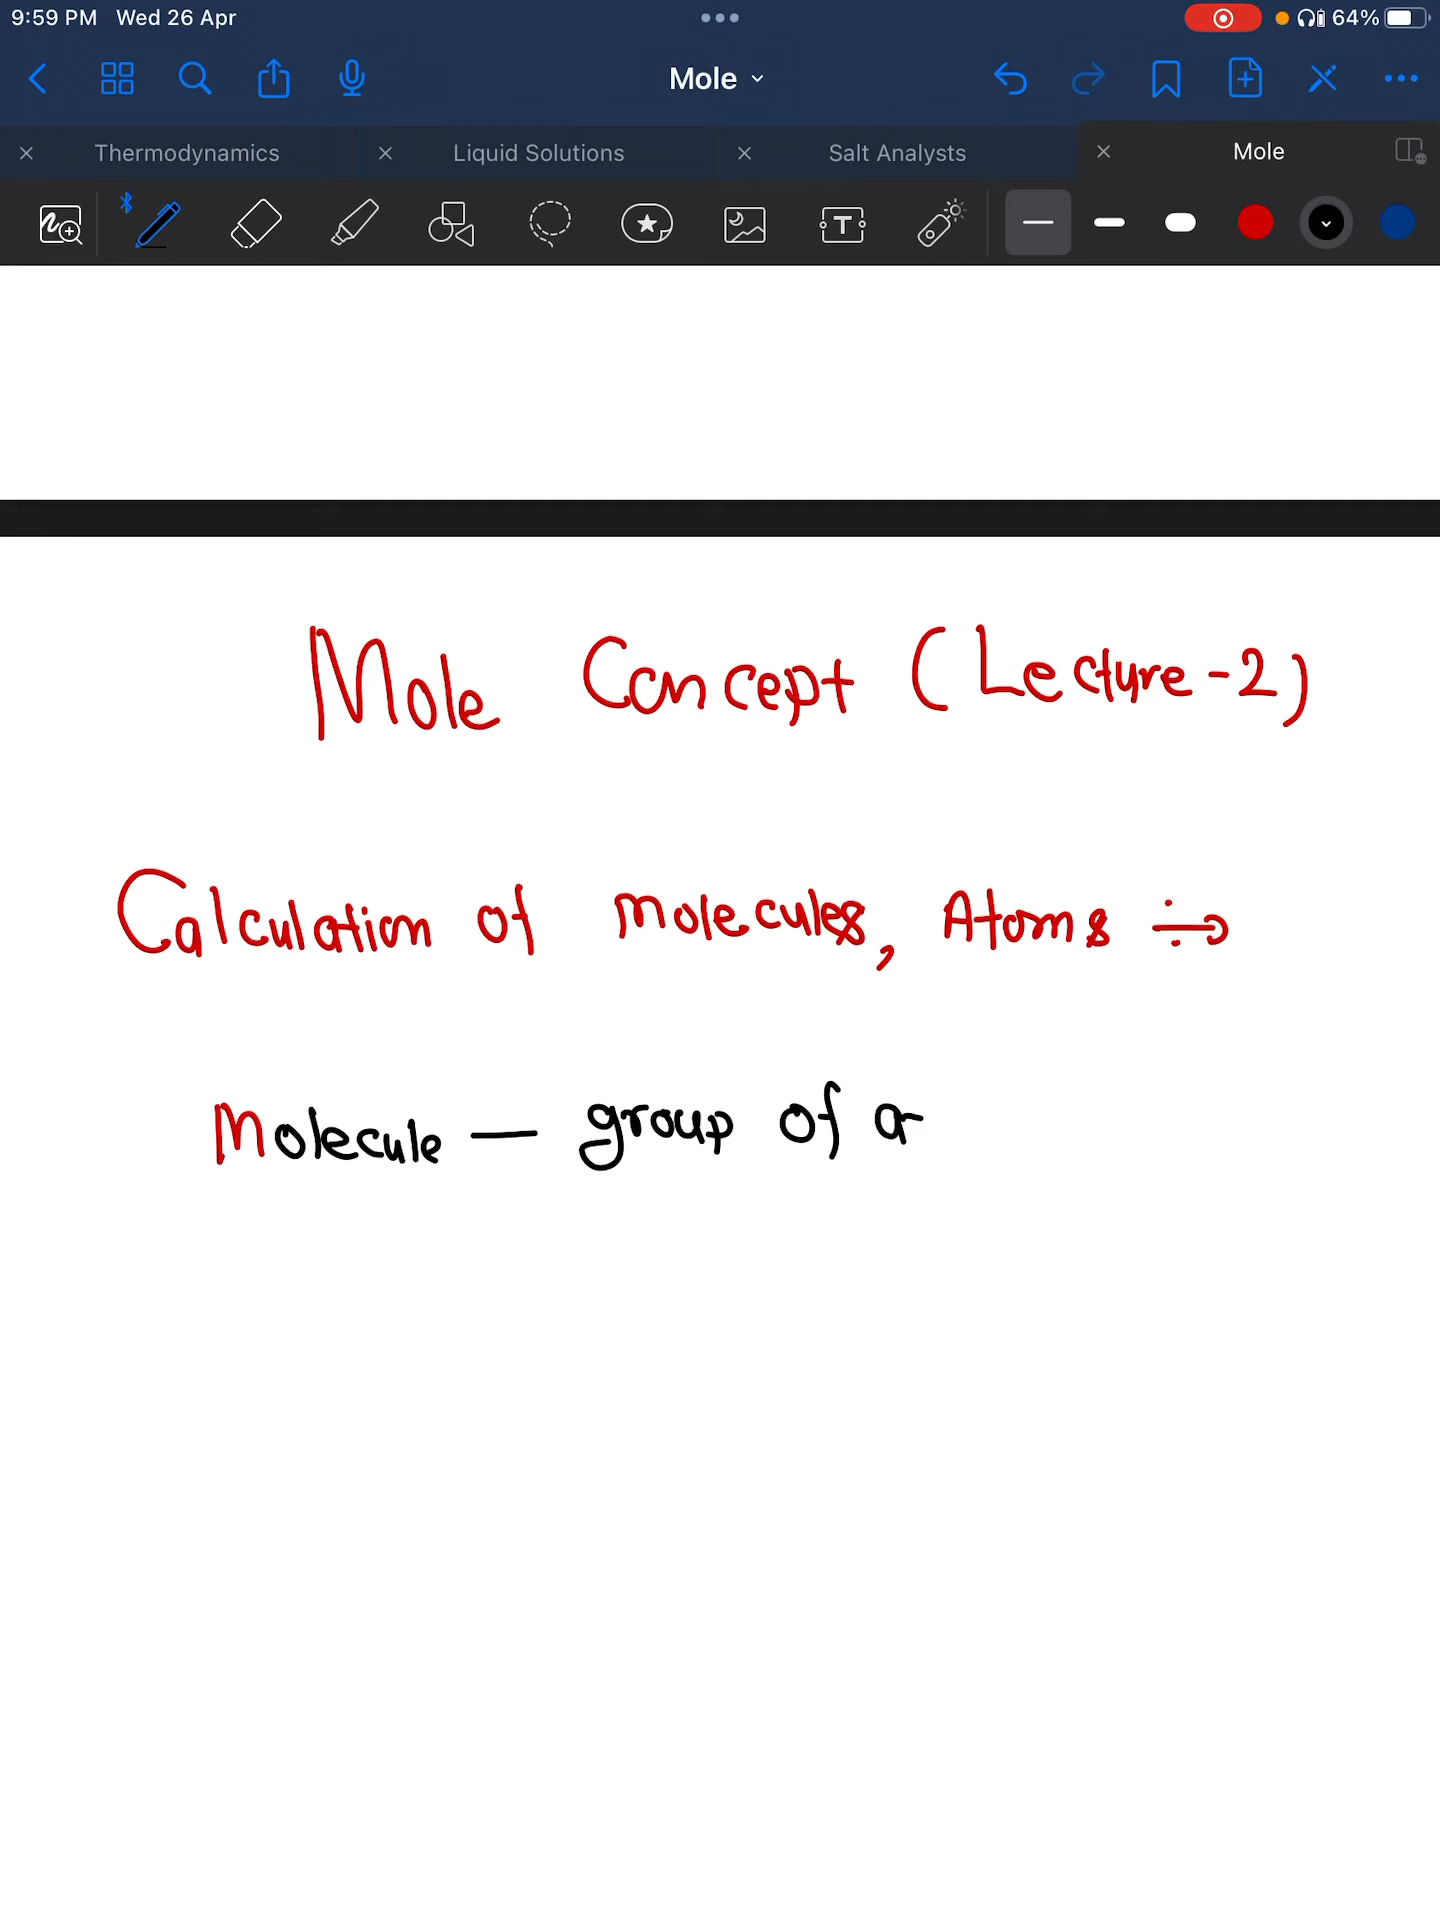 9:59 PM Wed 26 Apr 64%
Mole
Thermodynamics Liquid Solutions Salt Analysts Mole
T
Mole Concept (Lecture-2)
Calculation of molecules, Atoms
Molecule — group of a